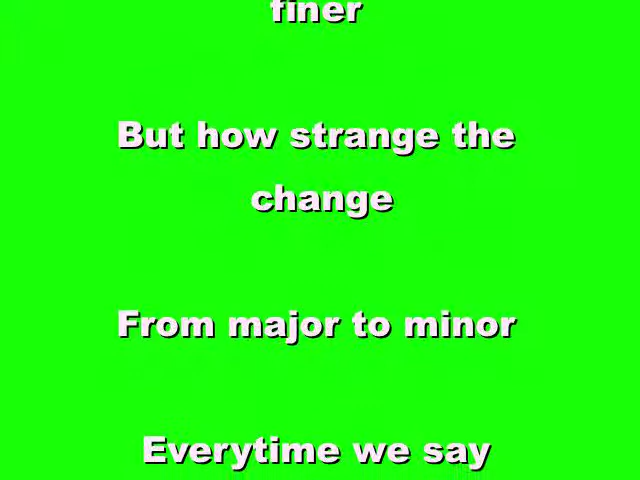 finer
But how strange the
change
From major to minor
Everytime we say